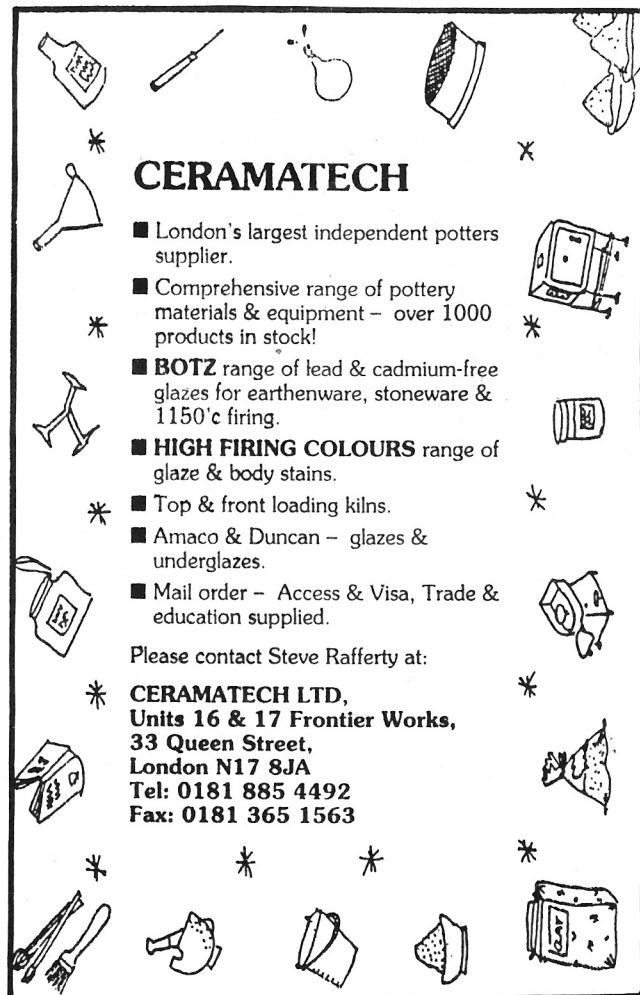 CERAMATECH
■ London's largest independent potters
supplier.
■ Comprehensive range of pottery
materials & equipment – over 1000
products in stock!
■ BOTZ range of lead & cadmium-free
glazes for earthenware, stoneware &
1150'c firing.
■ HIGH FIRING COLOURS range of
glaze & body stains.
■ Top & front loading kilns.
■ Amaco & Duncan – glazes &
underglazes.
■ Mail order – Access & Visa, Trade &
education supplied.
Please contact Steve Rafferty at:
CERAMATECH LTD,
Units 16 & 17 Frontier Works,
33 Queen Street,
London N17 8JA
Tel: 0181 885 4492
Fax: 0181 365 1563
CLAY